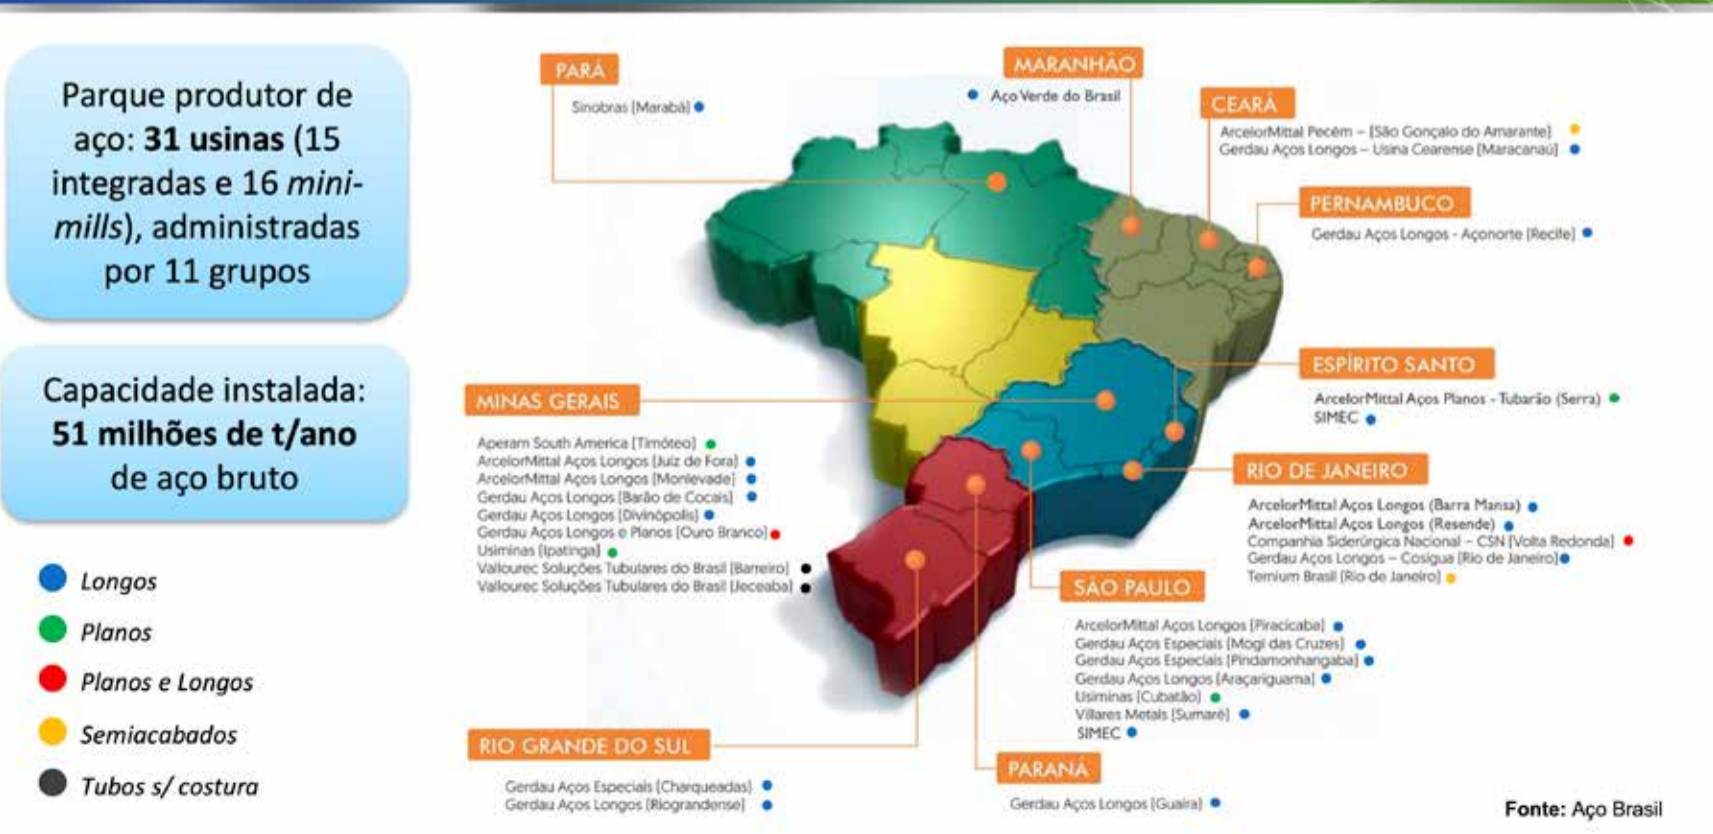 Parque produtor de
aço: 31 usinas (15
integradas e 16 mini-
mills), administradas
por 11 grupos
Capacidade instalada:
51 milhões de t/ano
de aço bruto
Longos
Planos
Planos e Longos
Semiacabados
Tubos s/ costura
PARÁ
Sinobras [Marabá]
MARANHÃO
Aço Verde do Brasil
CEARÁ
ArcelorMittal Pecém – [São Gonçalo do Amarante]
Gerdau Aços Longos – Usina Cearense [Maracanaú]
PERNAMBUCO
Gerdau Aços Longos - Açonorte [Recife]
ESPÍRITO SANTO
ArcelorMittal Aços Planos - Tubarão (Serra)
SIMEC
MINAS GERAIS
Aperam South America [Timóteo]
ArcelorMittal Aços Longos [Juiz de Fora]
ArcelorMittal Aços Longos [Monlevade]
Gerdau Aços Longos [Barão de Cocais]
Gerdau Aços Longos [Divinópolis]
Gerdau Aços Longos e Planos [Ouro Branco]
Usiminas [Ipatinga]
Vallourec Soluções Tubulares do Brasil [Barreiro]
Vallourec Soluções Tubulares do Brasil [Jeceaba]
RIO DE JANEIRO
ArcelorMittal Aços Longos (Barra Mansa)
ArcelorMittal Aços Longos (Resende)
Companhia Siderúrgica Nacional – CSN [Volta Redonda]
Gerdau Aços Longos – Cosigua [Rio de Janeiro]
Ternium Brasil [Rio de Janeiro]
SÃO PAULO
ArcelorMittal Aços Longos [Piracicaba]
Gerdau Aços Especiais [Mogi das Cruzes]
Gerdau Aços Especiais [Pindamonhangaba]
Gerdau Aços Longos [Araçariguama]
Usiminas [Cubatão]
Villares Metals [Sumaré]
SIMEC
RIO GRANDE DO SUL
Gerdau Aços Especiais [Charqueadas]
Gerdau Aços Longos [Riograndense]
PARANÁ
Gerdau Aços Longos [Guaíra]
Fonte: Aço Brasil